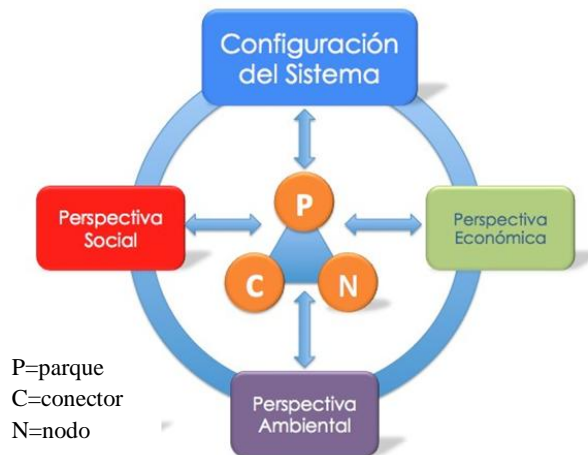 Configuración
del Sistema
Perspectiva
Social
P
Perspectiva
Económica
C
N
P=parque
C=conector
N=nodo
Perspectiva
Ambiental